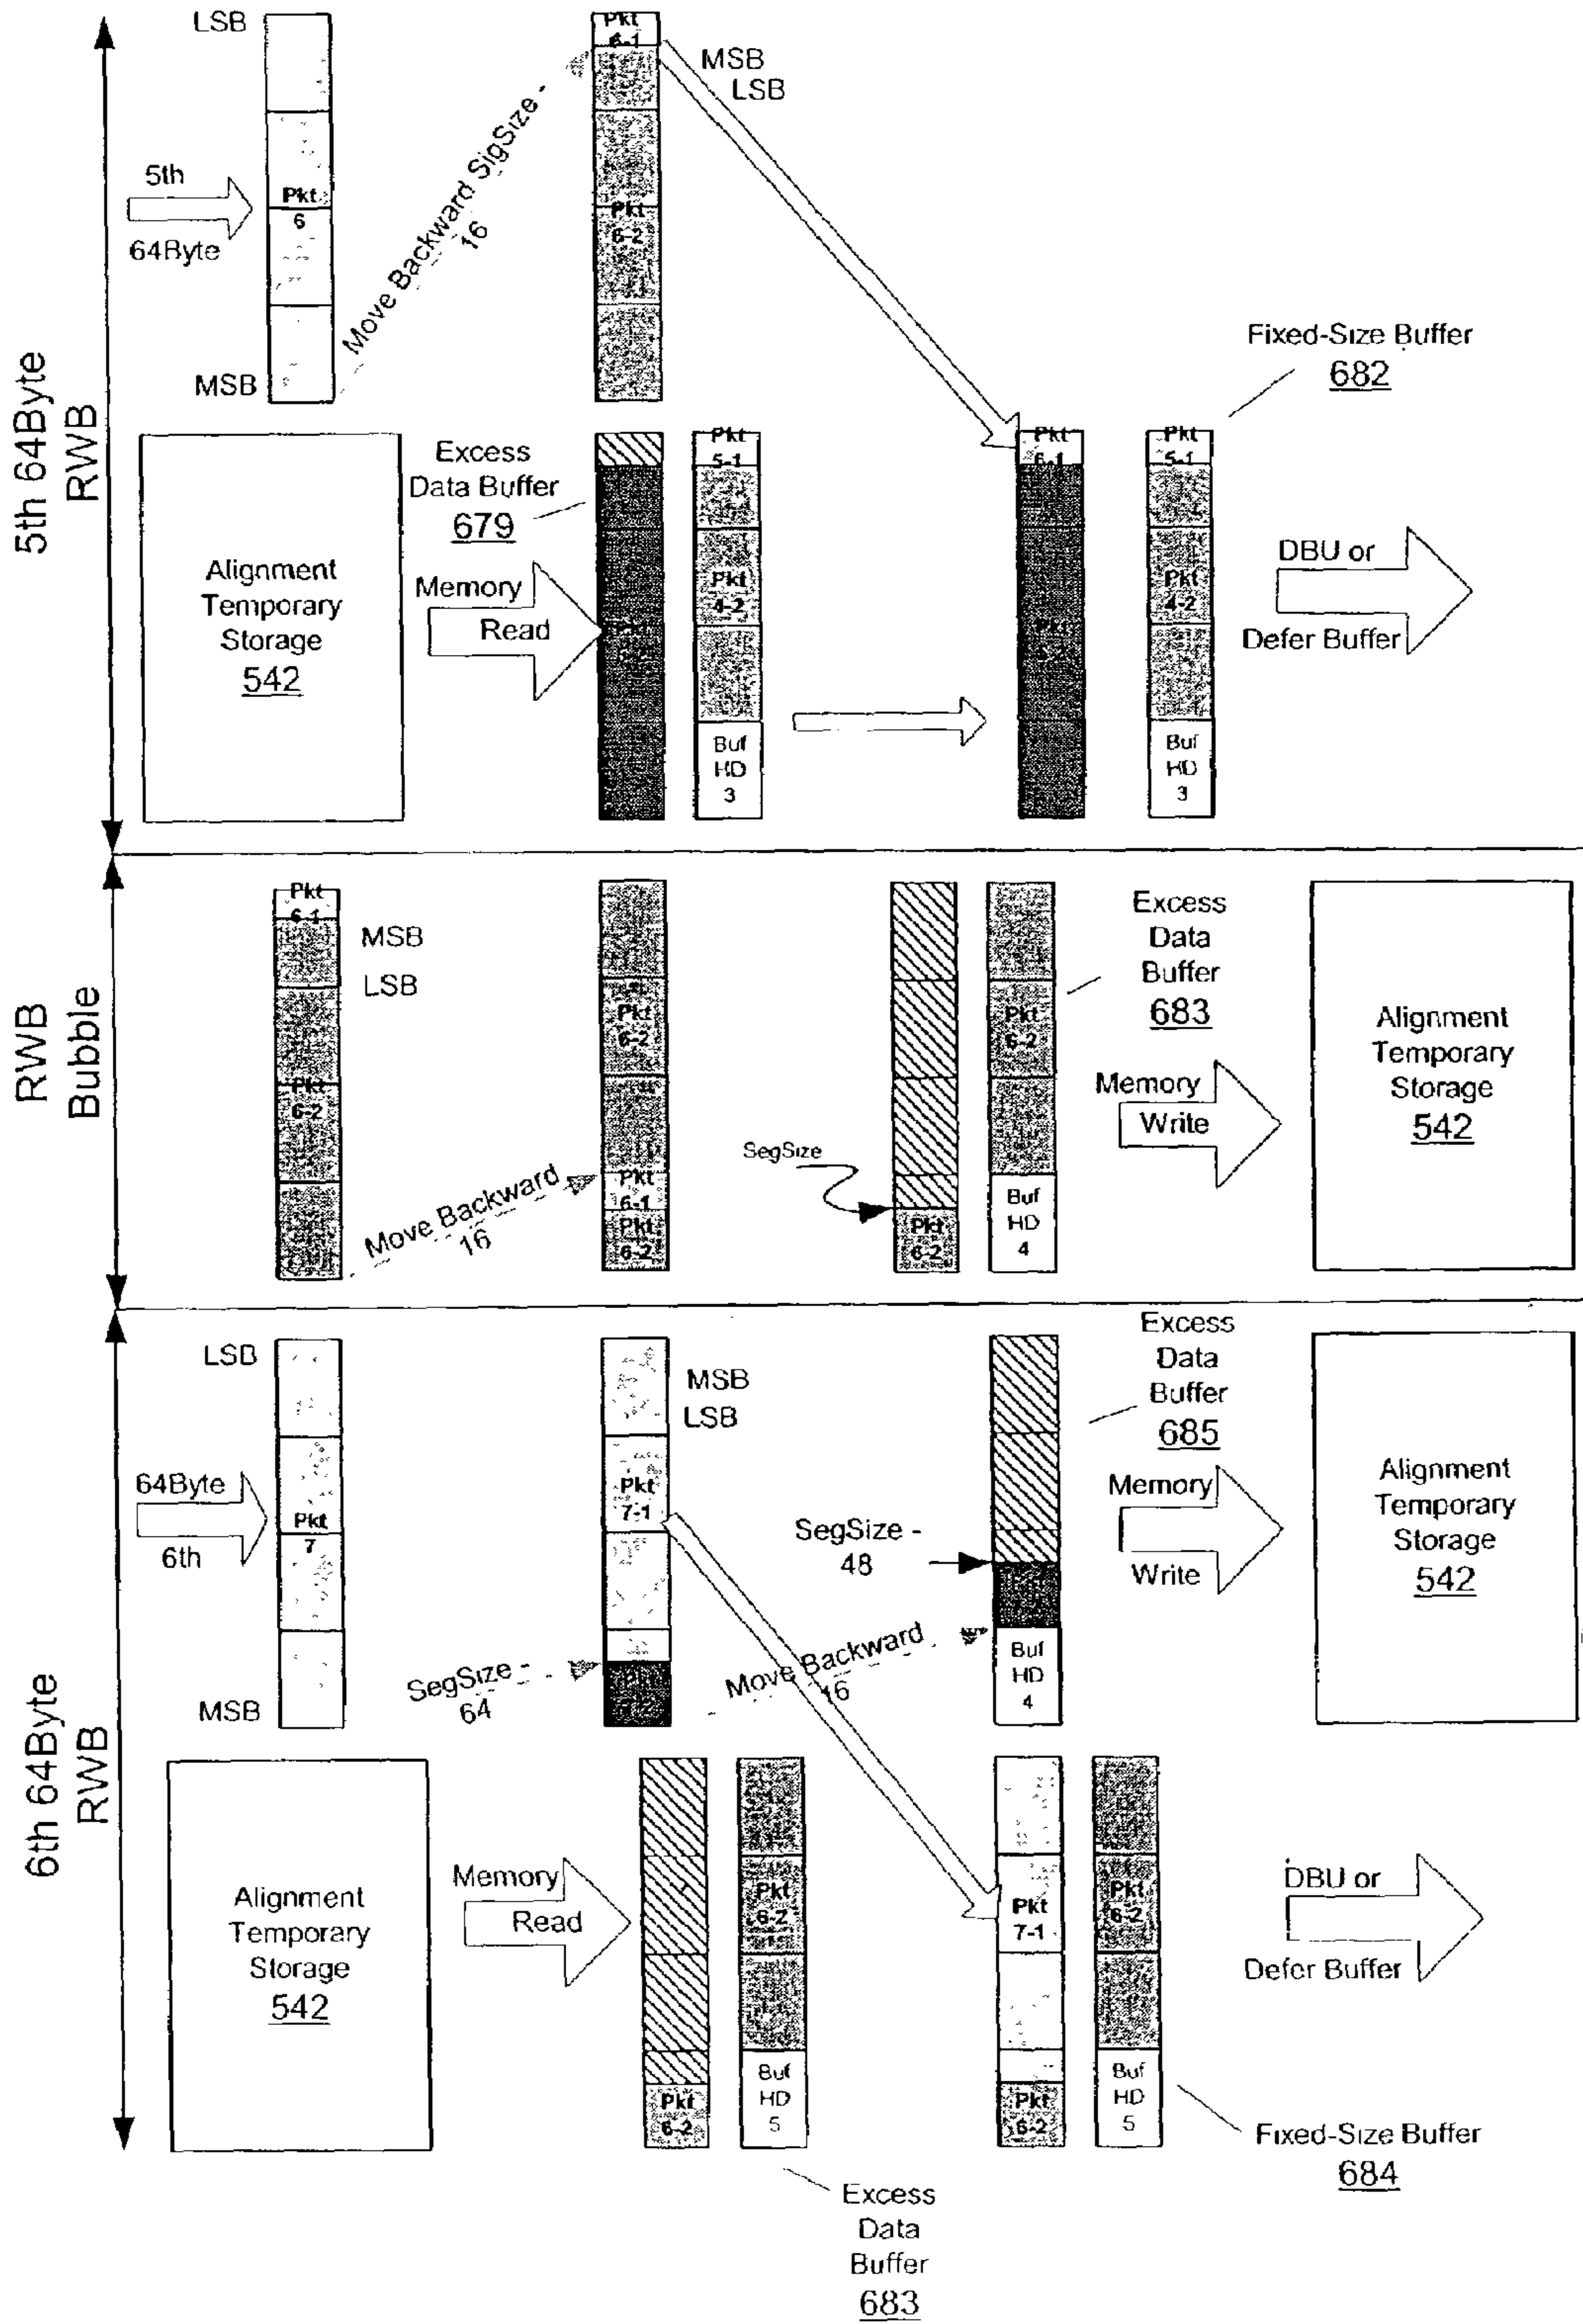 5th 64Byte
RWB
LSB
5th
64Byte
Pkt
6
MSB
Move Backward SigSize -
16
Pkt
6-1
MSB
LSB
Pkt
6-2
Alignment
Temporary
Storage
542
Excess
Data Buffer
679
Memory
Read
Pkt
5-1
Pkt
4-2
Buf
HD
3
Pkt
6-1
Fixed-Size Buffer
682
Pkt
5-1
Pkt
4-2
Buf
HD
3
DBU or
Defer Buffer
RWB
Bubble
Pkt
6-1
MSB
LSB
Pkt
6-2
Move Backward
16
Pkt
6-2
Pkt
6-1
Pkt
6-2
SegSize
Pkt
6-2
Pkt
6-2
Buf
HD
4
Excess
Data
Buffer
683
Memory
Write
Alignment
Temporary
Storage
542
6th 64Byte
RWB
LSB
64Byte
6th
Pkt
7
MSB
SegSize -
64
MSB
LSB
Pkt
7-1
Move Backward
16
SegSize -
48
Buf
HD
4
Excess
Data
Buffer
685
Memory
Write
Alignment
Temporary
Storage
542
Alignment
Temporary
Storage
542
Memory
Read
Pkt
6-2
Pkt
6-2
Buf
HD
5
Excess
Data
Buffer
683
Pkt
7-1
Pkt
6-2
Pkt
6-2
Buf
HD
5
DBU or
Defer Buffer
Fixed-Size Buffer
684